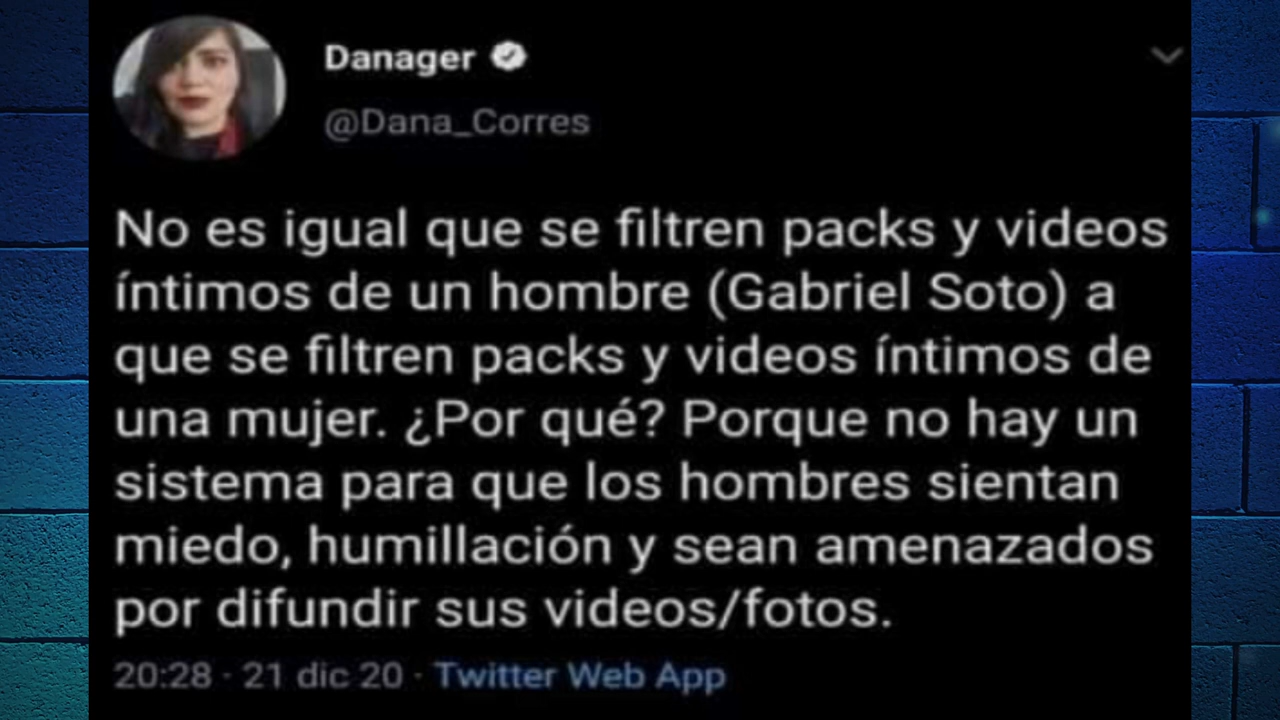 Danager
@Dana_Corres
No es igual que se filtren packs y videos
íntimos de un hombre (Gabriel Soto) a
que se filtren packs y videos íntimos de
una mujer. ¿Por qué? Porque no hay un
sistema para que los hombres sientan
miedo, humillación y sean amenazados
por difundir sus videos/fotos.
20:28 · 21 dic 20 · Twitter Web App